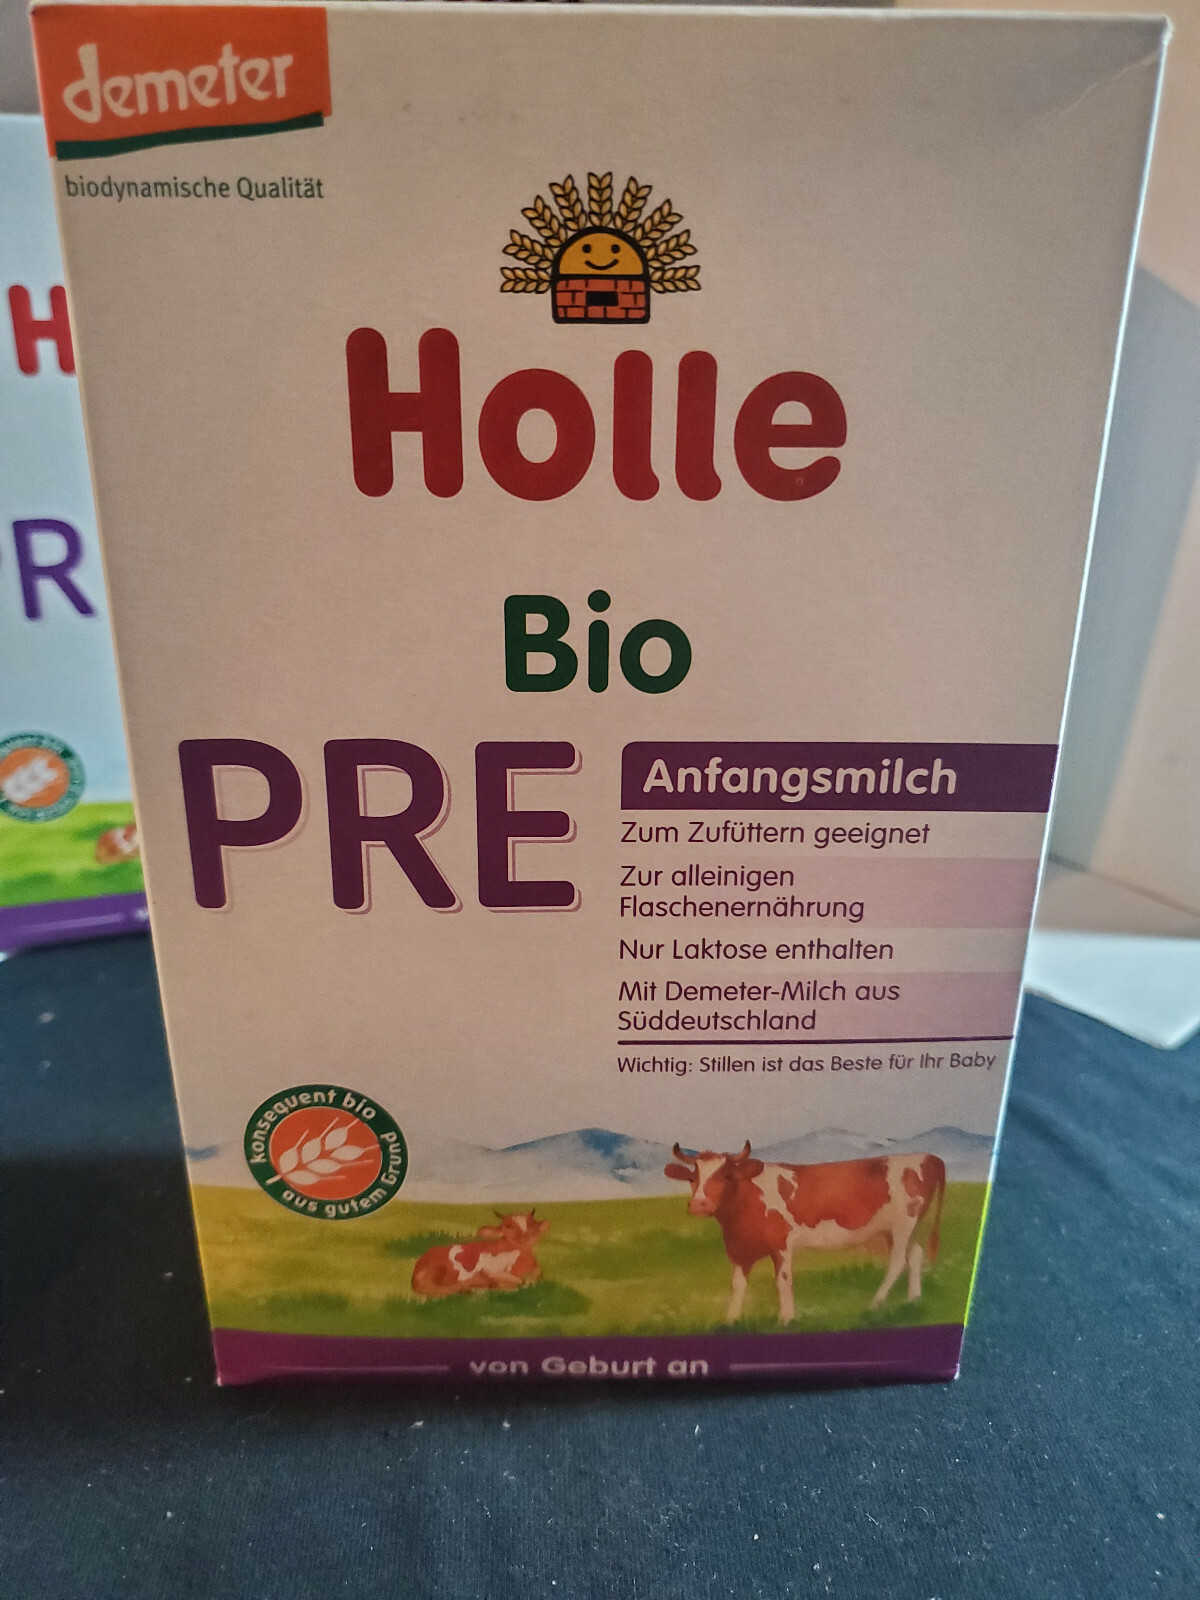 demeter
biodynamische Qualität
Holle
Bio
PRE
Anfangsmilch
Zum Zufüttern geeignet
Zur alleinigen
Flaschenernährung
Nur Laktose enthalten
Mit Demeter-Milch aus
Süddeutschland
Wichtig: Stillen ist das Beste für Ihr Baby
konsequent bio
aus gutem Grund
von Geburt an
H
PR